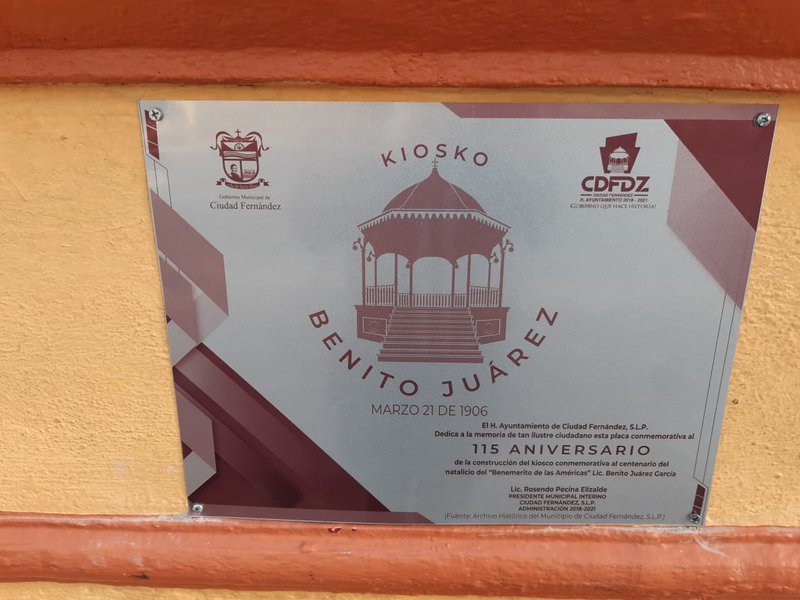 Gobierno Municipal de
Ciudad Fernández
CDFDZ
CIUDAD FERNÁNDEZ
H. AYUNTAMIENTO 2018 - 2021
¡GOBIERNO QUE HACE HISTORIA!
KIOSKO
BENITO JUÁREZ
MARZO 21 DE 1906
El H. Ayuntamiento de Ciudad Fernández, S.L.P.
Dedica a la memoria de tan ilustre ciudadano esta placa conmemorativa al
115 ANIVERSARIO
de la construcción del kiosco conmemorativa al centenario del
natalicio del "Benemerito de las Américas" Lic. Benito Juárez García
Lic. Rosendo Pecina Elizalde
PRESIDENTE MUNICIPAL INTERINO
CIUDAD FERNÁNDEZ, S.L.P.
ADMINISTRACIÓN 2018-2021
(Fuente: Archivo Histórico del Municipio de Ciudad Fernández, S.L.P.)